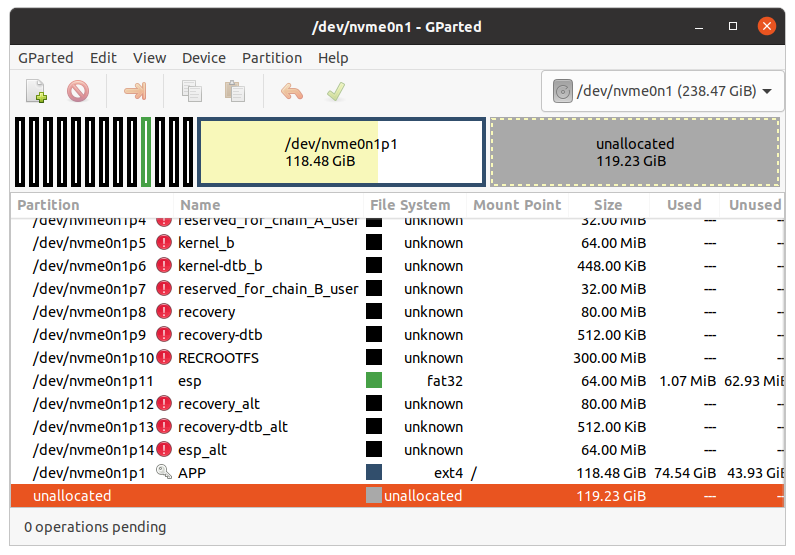 /dev/nvme0n1 - GParted
GParted Edit View Device Partition Help
/dev/nvme0n1 (238.47 GiB)
/dev/nvme0n1p1
118.48 GiB
unallocated
119.23 GiB
Partition Name File System Mount Point Size Used Unused
/dev/nvme0n1p4 reserved_for_chain_A_user unknown 32.00 MiB --- ---
/dev/nvme0n1p5 kernel_b unknown 64.00 MiB --- ---
/dev/nvme0n1p6 kernel-dtb_b unknown 448.00 KiB --- ---
/dev/nvme0n1p7 reserved_for_chain_B_user unknown 32.00 MiB --- ---
/dev/nvme0n1p8 recovery unknown 80.00 MiB --- ---
/dev/nvme0n1p9 recovery-dtb unknown 512.00 KiB --- ---
/dev/nvme0n1p10 RECROOTFS unknown 300.00 MiB --- ---
/dev/nvme0n1p11 esp fat32 64.00 MiB 1.07 MiB 62.93 MiB
/dev/nvme0n1p12 recovery_alt unknown 80.00 MiB --- ---
/dev/nvme0n1p13 recovery-dtb_alt unknown 512.00 KiB --- ---
/dev/nvme0n1p14 esp_alt unknown 64.00 MiB --- ---
/dev/nvme0n1p1 APP ext4 / 118.48 GiB 74.54 GiB 43.93 GiB
unallocated unallocated 119.23 GiB --- ---
0 operations pending